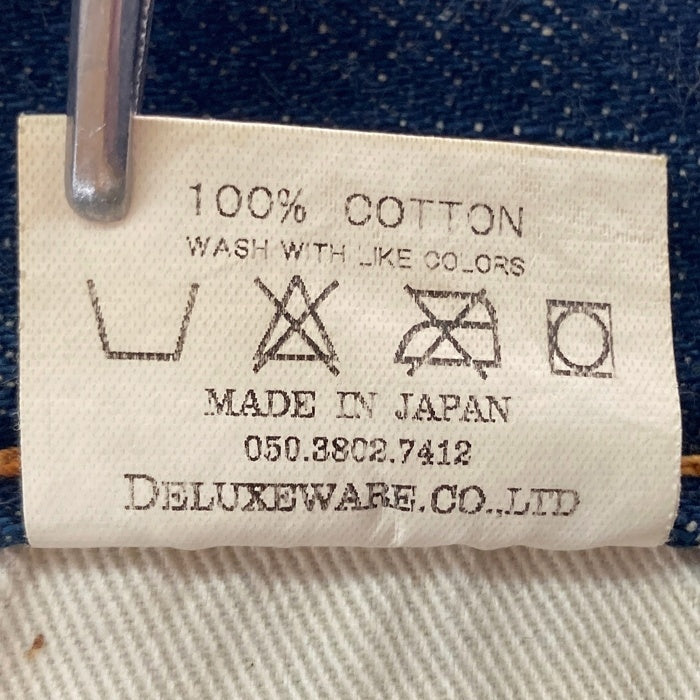 100% COTTON
WASH WITH LIKE COLORS
MADE IN JAPAN
050.3802.7412
DELUXEWARE.CO.,LTD